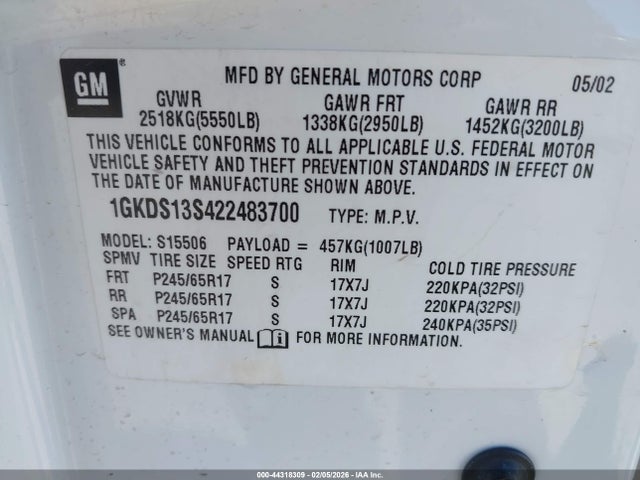 GM
MFD BY GENERAL MOTORS CORP 05/02
GVWR GAWR FRT GAWR RR
2518KG(5550LB) 1338KG(2950LB) 1452KG(3200LB)
THIS VEHICLE CONFORMS TO ALL APPLICABLE U.S. FEDERAL MOTOR
VEHICLE SAFETY AND THEFT PREVENTION STANDARDS IN EFFECT ON
THE DATE OF MANUFACTURE SHOWN ABOVE.
1GKDS13S422483700 TYPE: M.P.V.
MODEL: S15506 PAYLOAD = 457KG(1007LB)
SPMV TIRE SIZE SPEED RTG RIM COLD TIRE PRESSURE
FRT P245/65R17 S 17X7J 220KPA(32PSI)
RR P245/65R17 S 17X7J 220KPA(32PSI)
SPA P245/65R17 S 17X7J 240KPA(35PSI)
SEE OWNER'S MANUAL FOR MORE INFORMATION.
000-44318309 - 02/05/2026 - IAA, Inc.